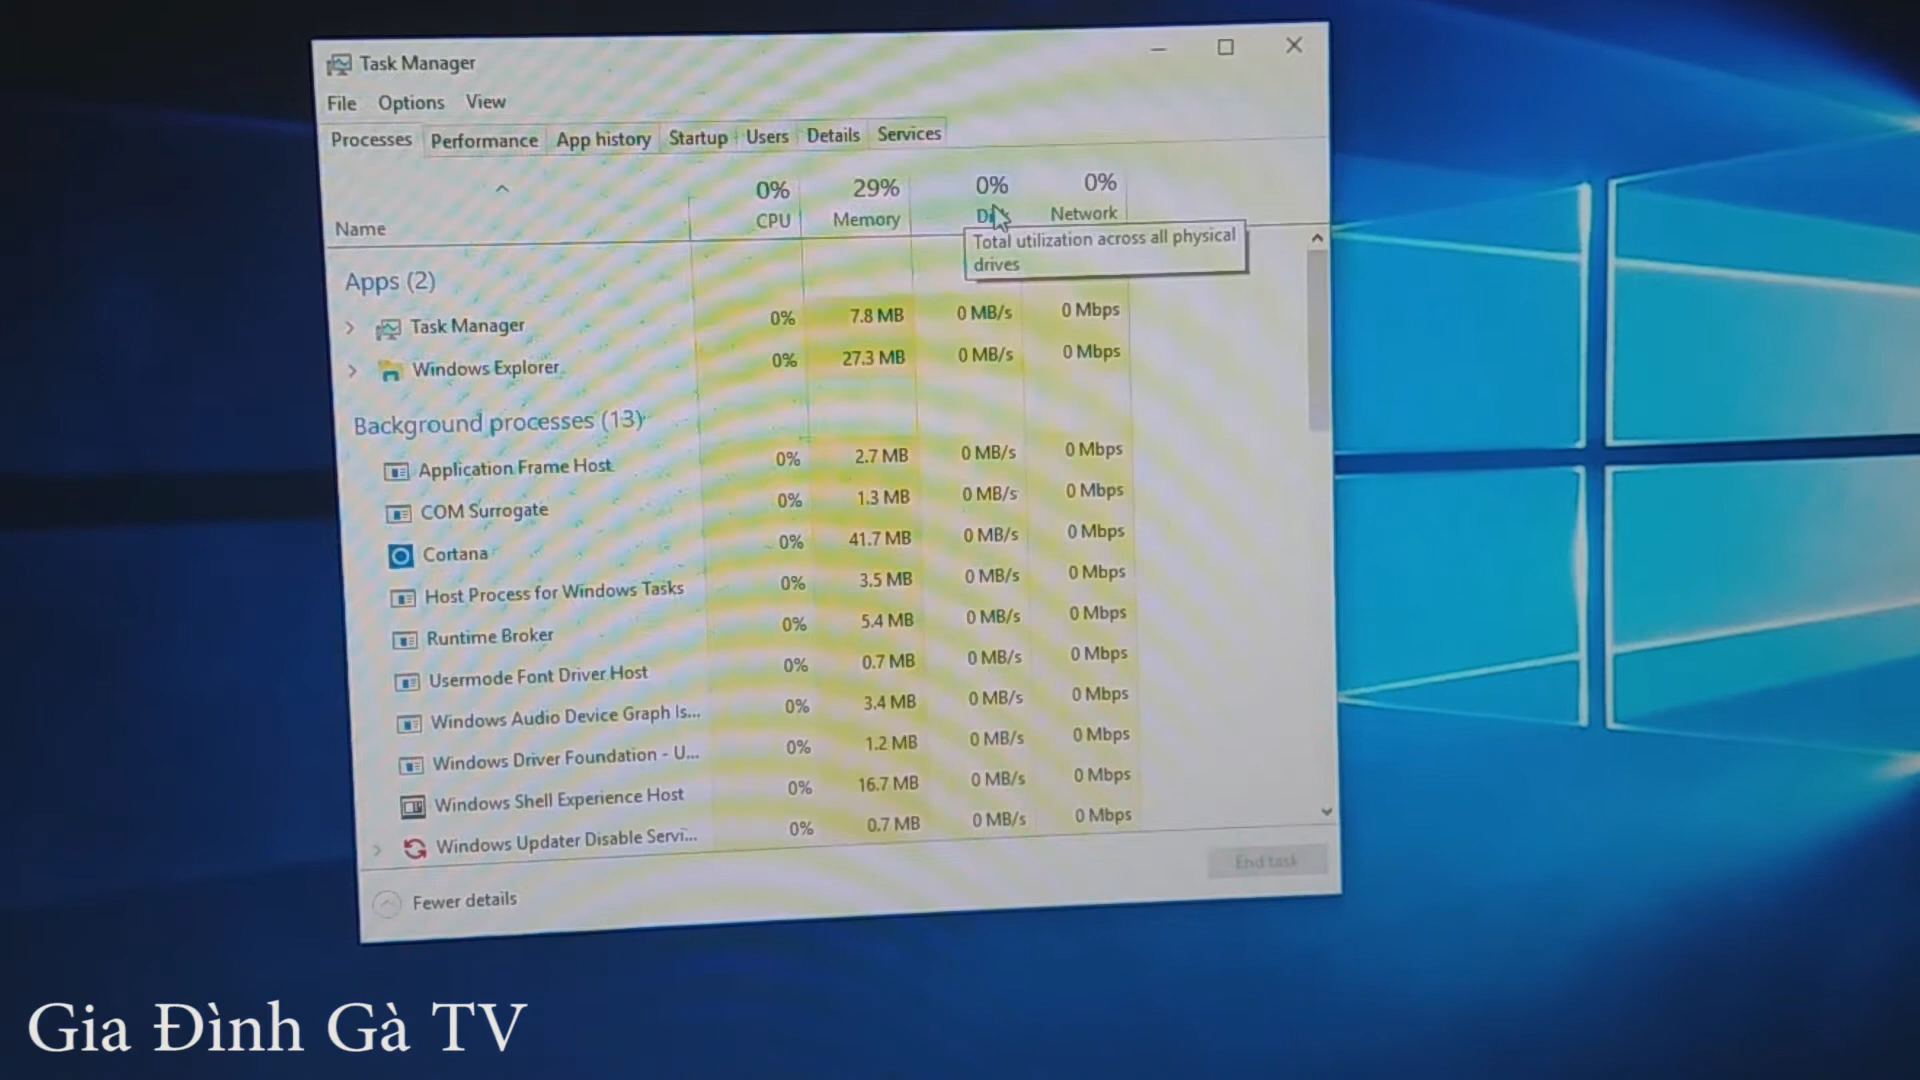 Task Manager
File Options View
Processes Performance App history Startup Users Details Services
0% 29% 0% 0%
Name CPU Memory Network
Total utilization across all physical
drives
Apps (2)
Task Manager 0% 7.8 MB 0 MB/s 0 Mbps
Windows Explorer 0% 27.3 MB 0 MB/s 0 Mbps
Background processes (13)
Application Frame Host 0% 2.7 MB 0 MB/s 0 Mbps
COM Surrogate 0% 1.3 MB 0 MB/s 0 Mbps
Cortana 0% 41.7 MB 0 MB/s 0 Mbps
Host Process for Windows Tasks 0% 3.5 MB 0 MB/s 0 Mbps
Runtime Broker 0% 5.4 MB 0 MB/s 0 Mbps
Usermode Font Driver Host 0% 0.7 MB 0 MB/s 0 Mbps
Windows Audio Device Graph Is... 0% 3.4 MB 0 MB/s 0 Mbps
Windows Driver Foundation - U... 0% 1.2 MB 0 MB/s 0 Mbps
Windows Shell Experience Host 0% 16.7 MB 0 MB/s 0 Mbps
Windows Updater Disable Servi... 0% 0.7 MB 0 MB/s 0 Mbps
Fewer details
End task
Gia Đình Gà TV